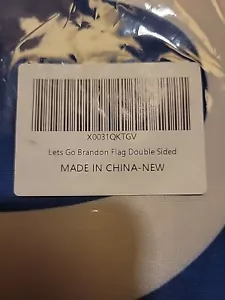 X0031QKTGV
Lets Go Brandon Flag Double Sided
MADE IN CHINA-NEW